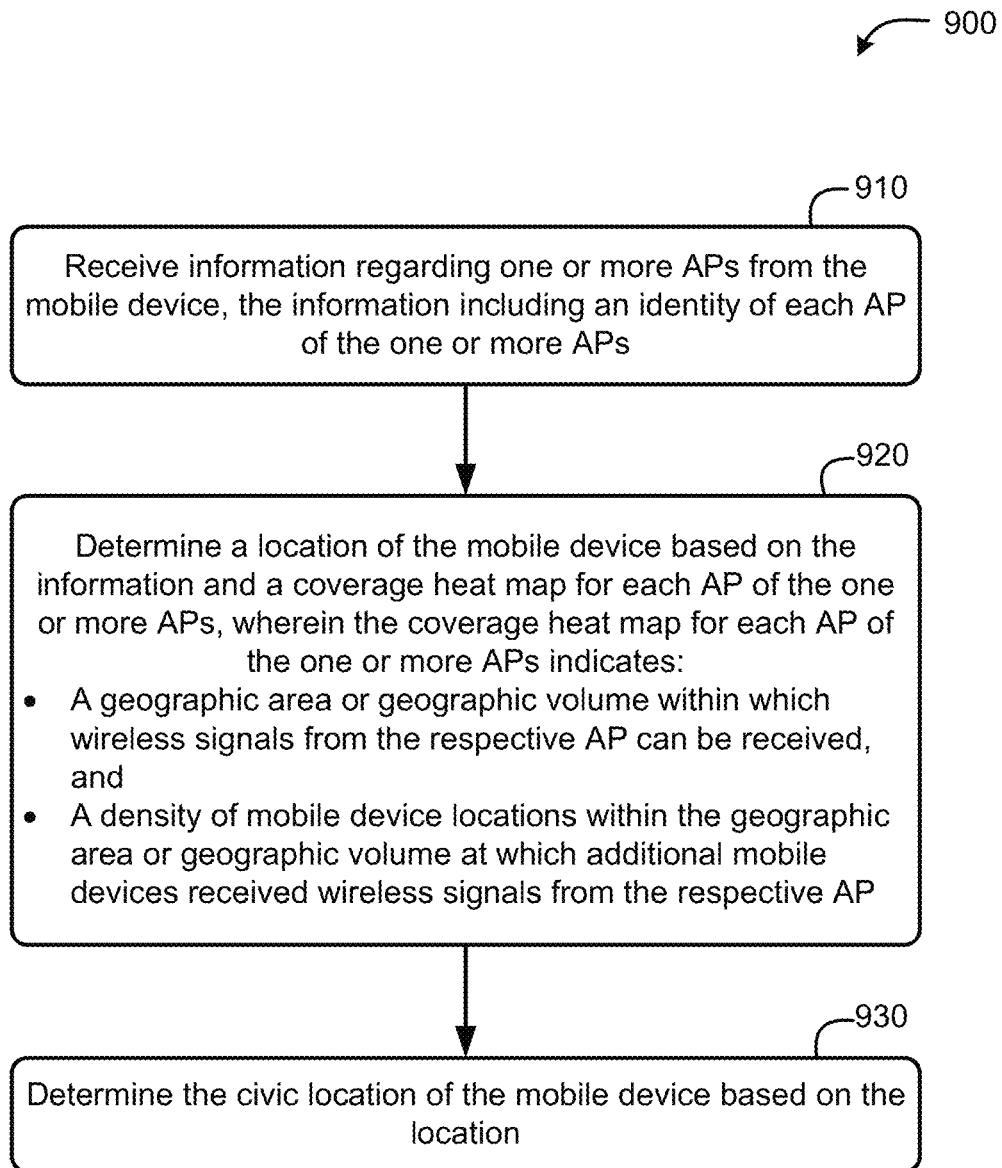 900
910
Receive information regarding one or more APs from the
mobile device, the information including an identity of each AP
of the one or more APs
920
Determine a location of the mobile device based on the
information and a coverage heat map for each AP of the one
or more APs, wherein the coverage heat map for each AP of
the one or more APs indicates:
• A geographic area or geographic volume within which
wireless signals from the respective AP can be received,
and
• A density of mobile device locations within the geographic
area or geographic volume at which additional mobile
devices received wireless signals from the respective AP
930
Determine the civic location of the mobile device based on the
location